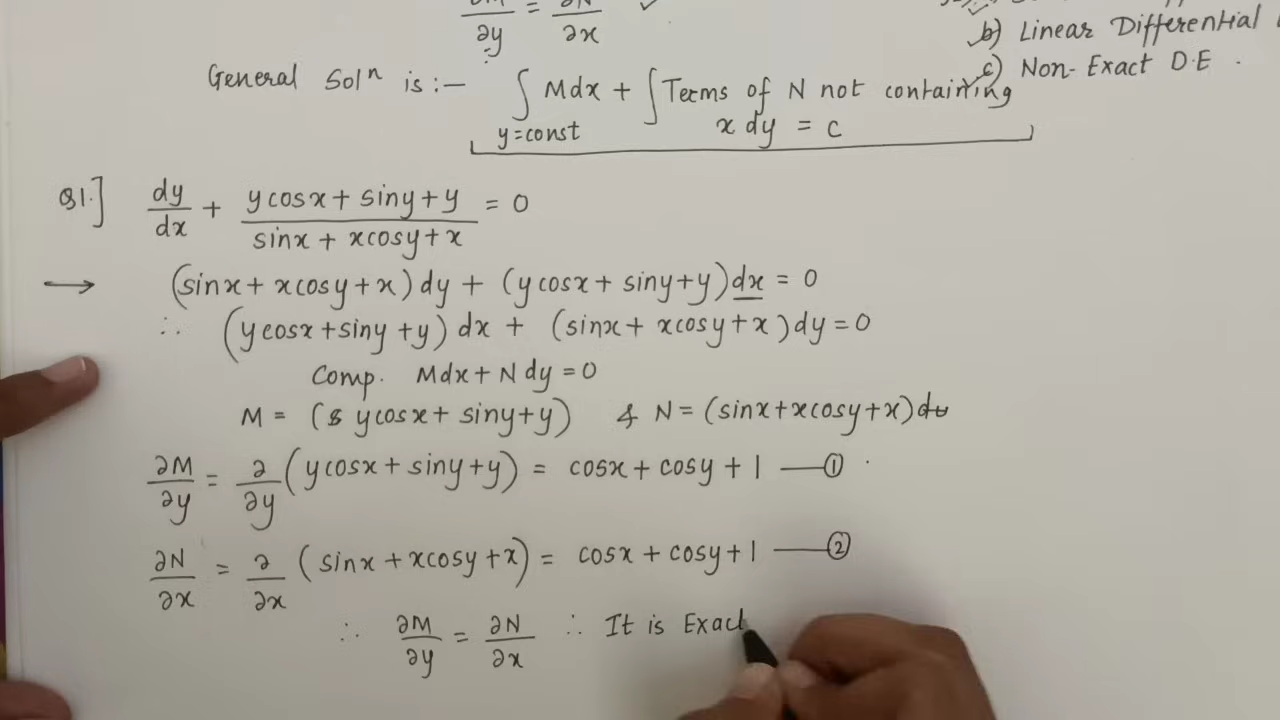 ∂M/∂y = ∂N/∂x ✓
b) Linear Differential
c) Non-Exact D.E.
General Solⁿ is :— ∫ Mdx + ∫ Terms of N not containing
y=const x dy = c
Q1.] dy/dx + (y cosx + siny + y)/(sinx + xcosy + x) = 0
→ (sinx + xcosy + x) dy + (y cosx + siny + y) dx = 0
∴ (y cosx + siny + y) dx + (sinx + xcosy + x) dy = 0
Comp. Mdx + N dy = 0
M = (y cosx + siny + y) & N = (sinx + xcosy + x)
∂M/∂y = ∂/∂y (y cosx + siny + y) = cosx + cosy + 1 —①
∂N/∂x = ∂/∂x (sinx + xcosy + x) = cosx + cosy + 1 —②
∴ ∂M/∂y = ∂N/∂x ∴ It is Exact